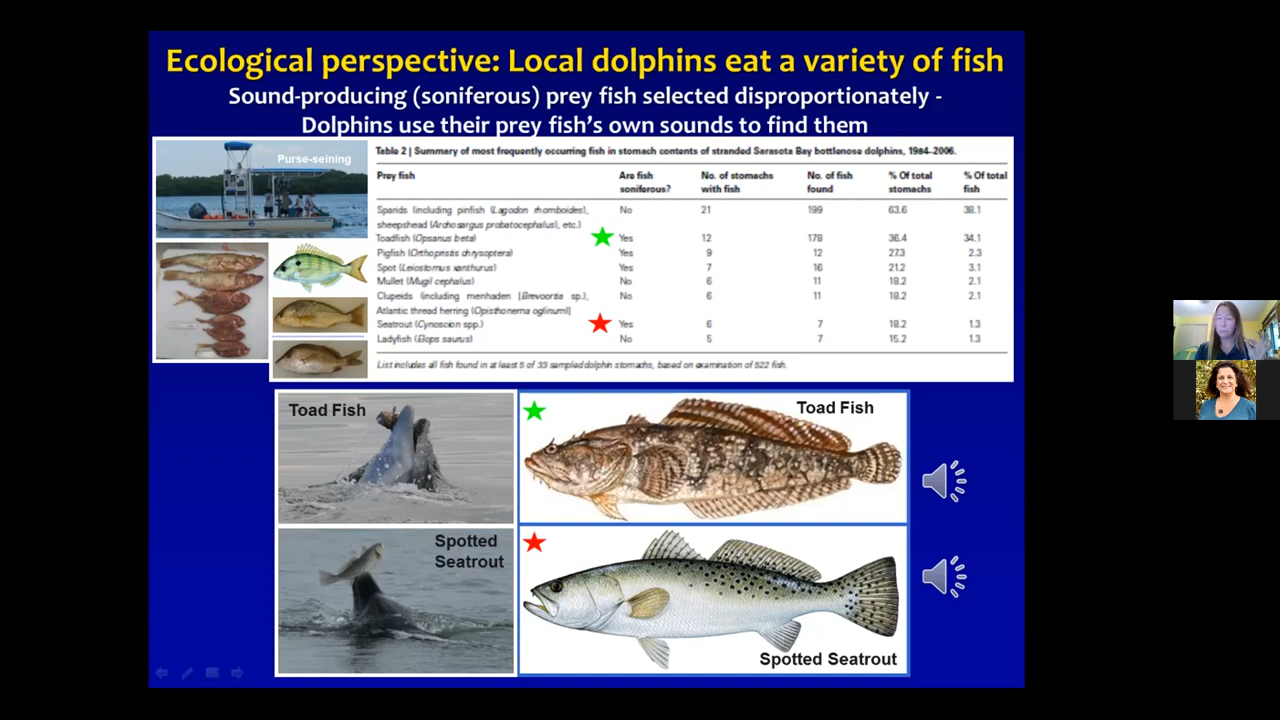 Ecological perspective: Local dolphins eat a variety of fish
Sound-producing (soniferous) prey fish selected disproportionately -
Dolphins use their prey fish's own sounds to find them
Purse-seining
Table 2 | Summary of most frequently occurring fish in stomach contents of stranded Sarasota Bay bottlenose dolphins, 1984–2006.
Prey fish Are fish soniferous? No. of stomachs with fish No. of fish found % Of total stomachs % Of total fish
Sparids (including pinfish (Lagodon rhomboides), No 21 199 63.6 38.1
sheepshead (Archosargus probatocephalus), etc.)
Toadfish (Opsanus beta) Yes 12 178 36.4 34.1
Pigfish (Orthopristis chrysoptera) Yes 9 12 27.3 2.3
Spot (Leiostomus xanthurus) Yes 7 16 21.2 3.1
Mullet (Mugil cephalus) No 6 11 18.2 2.1
Clupeids (including menhaden [Brevoortia sp.), No 6 11 18.2 2.1
Atlantic thread herring (Opisthonema oglinum)]
Seatrout (Cynoscion spp.) Yes 6 7 18.2 1.3
Ladyfish (Elops saurus) No 5 7 15.2 1.3
List includes all fish found in at least 5 of 33 sampled dolphin stomachs, based on examination of 522 fish.
Toad Fish
Toad Fish
Spotted
Seatrout
Spotted Seatrout